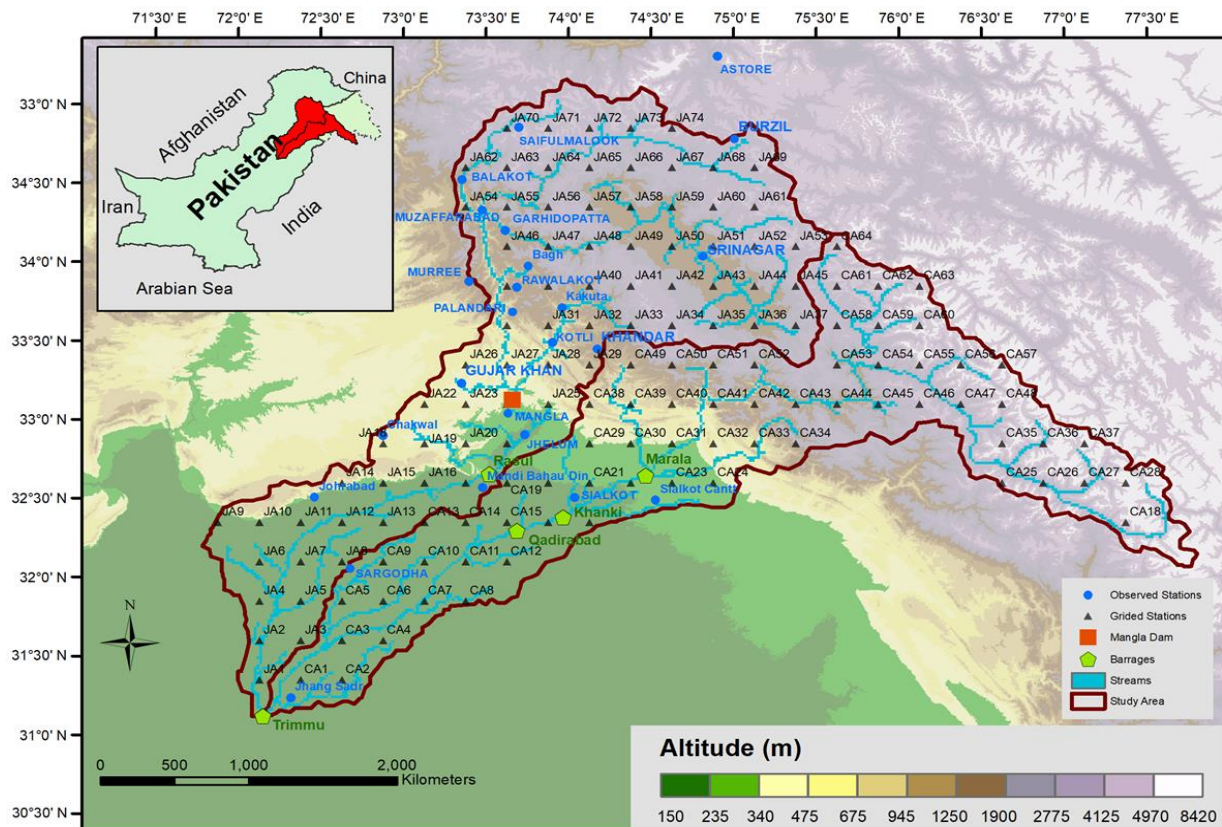 71°30' E 72°0' E 72°30' E 73°0' E 73°30' E 74°0' E 74°30' E 75°0' E 75°30' E 76°0' E 76°30' E 77°0' E 77°30' E
33°0' N
34°30' N
34°0' N
33°30' N
33°0' N
32°30' N
32°0' N
31°30' N
31°0' N
30°30' N
China
Afghanistan
Pakistan
Iran
India
Arabian Sea
ASTORE
JA70 JA71 JA72 JA73 JA74 BURZIL
SAIFULMALOOK
JA62 JA63 JA64 JA65 JA66 JA67 JA68 JA69
BALAKOT
JA54 JA55 JA56 JA57 JA58 JA59 JA60 JA61
MUZAFFARABAD GARHIDOPATTA
JA46 JA47 JA48 JA49 JA50 JA51 JA52 JA53 CA64
SRINAGAR
Bagh
MURREE RAWALAKOT JA40 JA41 JA42 JA43 JA44 JA45 CA61 CA62 CA63
Kakuta
PALANDARI
JA31 JA32 JA33 JA34 JA35 JA36 JA37 CA58 CA59 CA60
KOTLI KHANDAR
JA26 JA27 JA28 JA29 CA49 CA50 CA51 CA52 CA53 CA54 CA55 CA56 CA57
GUJAR KHAN
JA22 JA23 JA25 CA38 CA39 CA40 CA41 CA42 CA43 CA44 CA45 CA46 CA47 CA48
MANGLA
Chakwal
JA19 JA20 JHELUM CA29 CA30 CA31 CA32 CA33 CA34 CA35 CA36 CA37
Rasul Marala
JA14 JA15 JA16 Mandi Bahau Din CA21 CA23 CA24 CA25 CA26 CA27 CA28
Johrabad CA19 SIALKOT Sialkot Cantt
JA9 JA10 JA11 JA12 JA13 CA13 CA14 CA15 Khanki CA18
Qadirabad
JA6 JA7 JA8 CA9 CA10 CA11 CA12
SARGODHA
JA4 JA5 CA5 CA6 CA7 CA8
JA2 JA3 CA3 CA4
JA1 CA1 CA2
Jhang Sadr
Trimmu
N
Observed Stations
Grided Stations
Mangla Dam
Barrages
Streams
Study Area
0 500 1,000 2,000
Kilometers
Altitude (m)
150 235 340 475 675 945 1250 1900 2775 4125 4970 8420